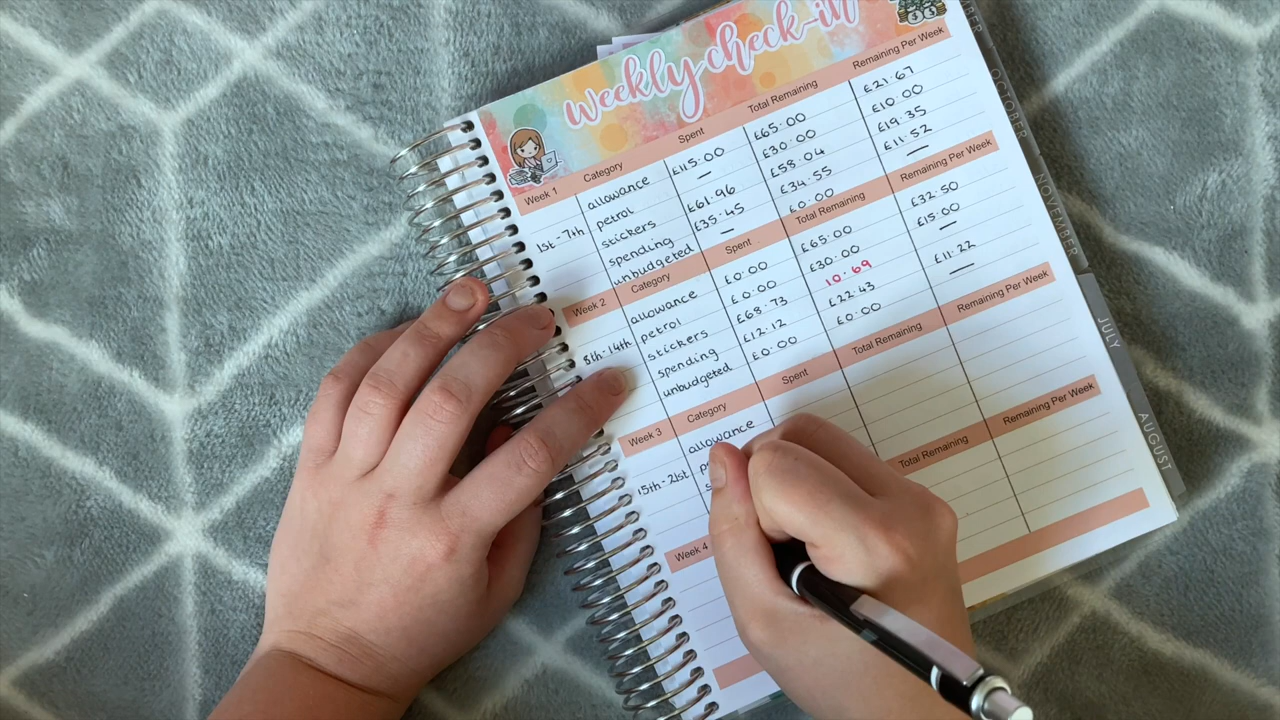 Weekly check-in
Week 1 Category Spent Total Remaining Remaining Per Week
1st-7th allowance £115.00 £65.00 £21.67
petrol — £30.00 £10.00
stickers £61.96 £58.04 £19.35
spending £35.45 £34.55 £11.52
unbudgeted — £0.00 —
Week 2 Category Spent Total Remaining Remaining Per Week
8th-14th allowance £0.00 £65.00 £32.50
petrol £0.00 £30.00 £15.00
stickers £68.73 10.69 —
spending £12.12 £22.43 £11.22
unbudgeted £0.00 £0.00 —
Week 3 Category Spent Total Remaining Remaining Per Week
15th-21st allowance
Week 4 Total Remaining Remaining Per Week
OCTOBER
NOVEMBER
JULY
AUGUST